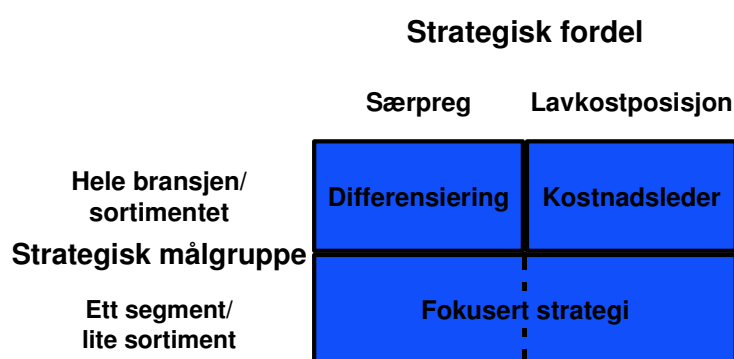 Strategisk fordel
Særpreg Lavkostposisjon
Hele bransjen/
sortimentet
Differensiering Kostnadsleder
Strategisk målgruppe
Ett segment/
lite sortiment
Fokusert strategi